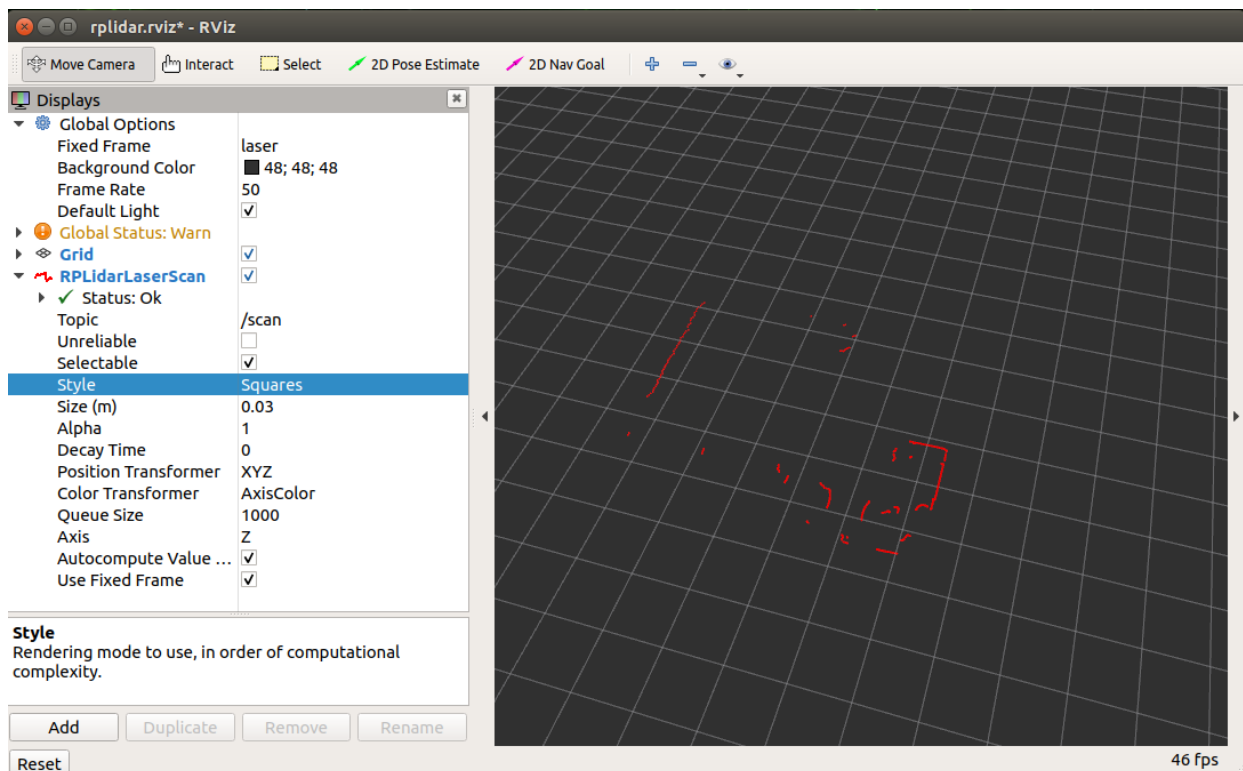 rplidar.rviz* - RViz
Move Camera Interact Select 2D Pose Estimate 2D Nav Goal
Displays
Global Options
Fixed Frame laser
Background Color 48; 48; 48
Frame Rate 50
Default Light
Global Status: Warn
Grid
RPLidarLaserScan
Status: Ok
Topic /scan
Unreliable
Selectable
Style Squares
Size (m) 0.03
Alpha 1
Decay Time 0
Position Transformer XYZ
Color Transformer AxisColor
Queue Size 1000
Axis Z
Autocompute Value ...
Use Fixed Frame
Style
Rendering mode to use, in order of computational
complexity.
Add Duplicate Remove Rename
Reset 46 fps